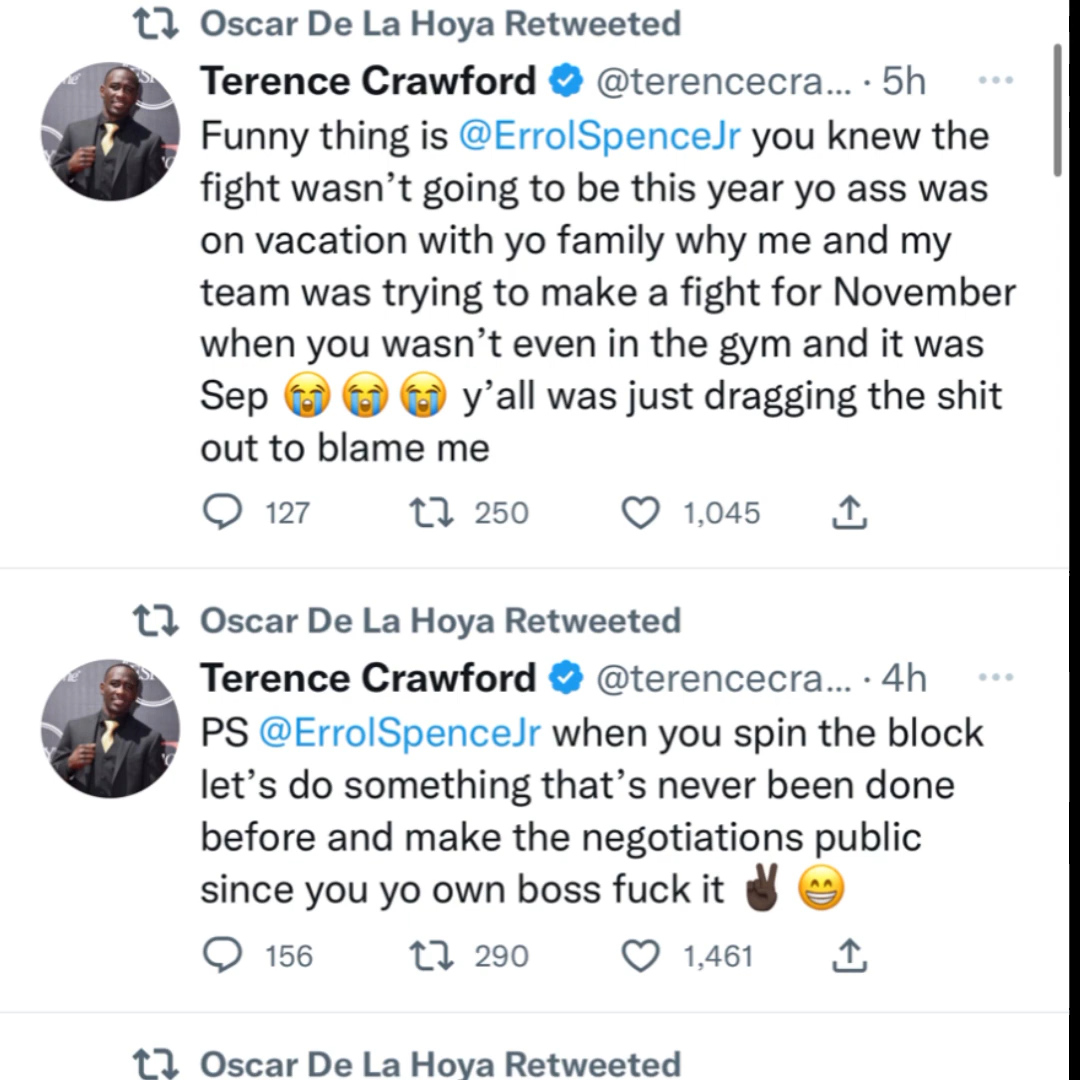 Oscar De La Hoya Retweeted
Terence Crawford @terencecra... · 5h
Funny thing is @ErrolSpenceJr you knew the
fight wasn’t going to be this year yo ass was
on vacation with yo family why me and my
team was trying to make a fight for November
when you wasn’t even in the gym and it was
Sep 😭 😭 😭 y’all was just dragging the shit
out to blame me
127 250 1,045
Oscar De La Hoya Retweeted
Terence Crawford @terencecra... · 4h
PS @ErrolSpenceJr when you spin the block
let’s do something that’s never been done
before and make the negotiations public
since you yo own boss fuck it ✌🏿 😁
156 290 1,461
Oscar De La Hoya Retweeted